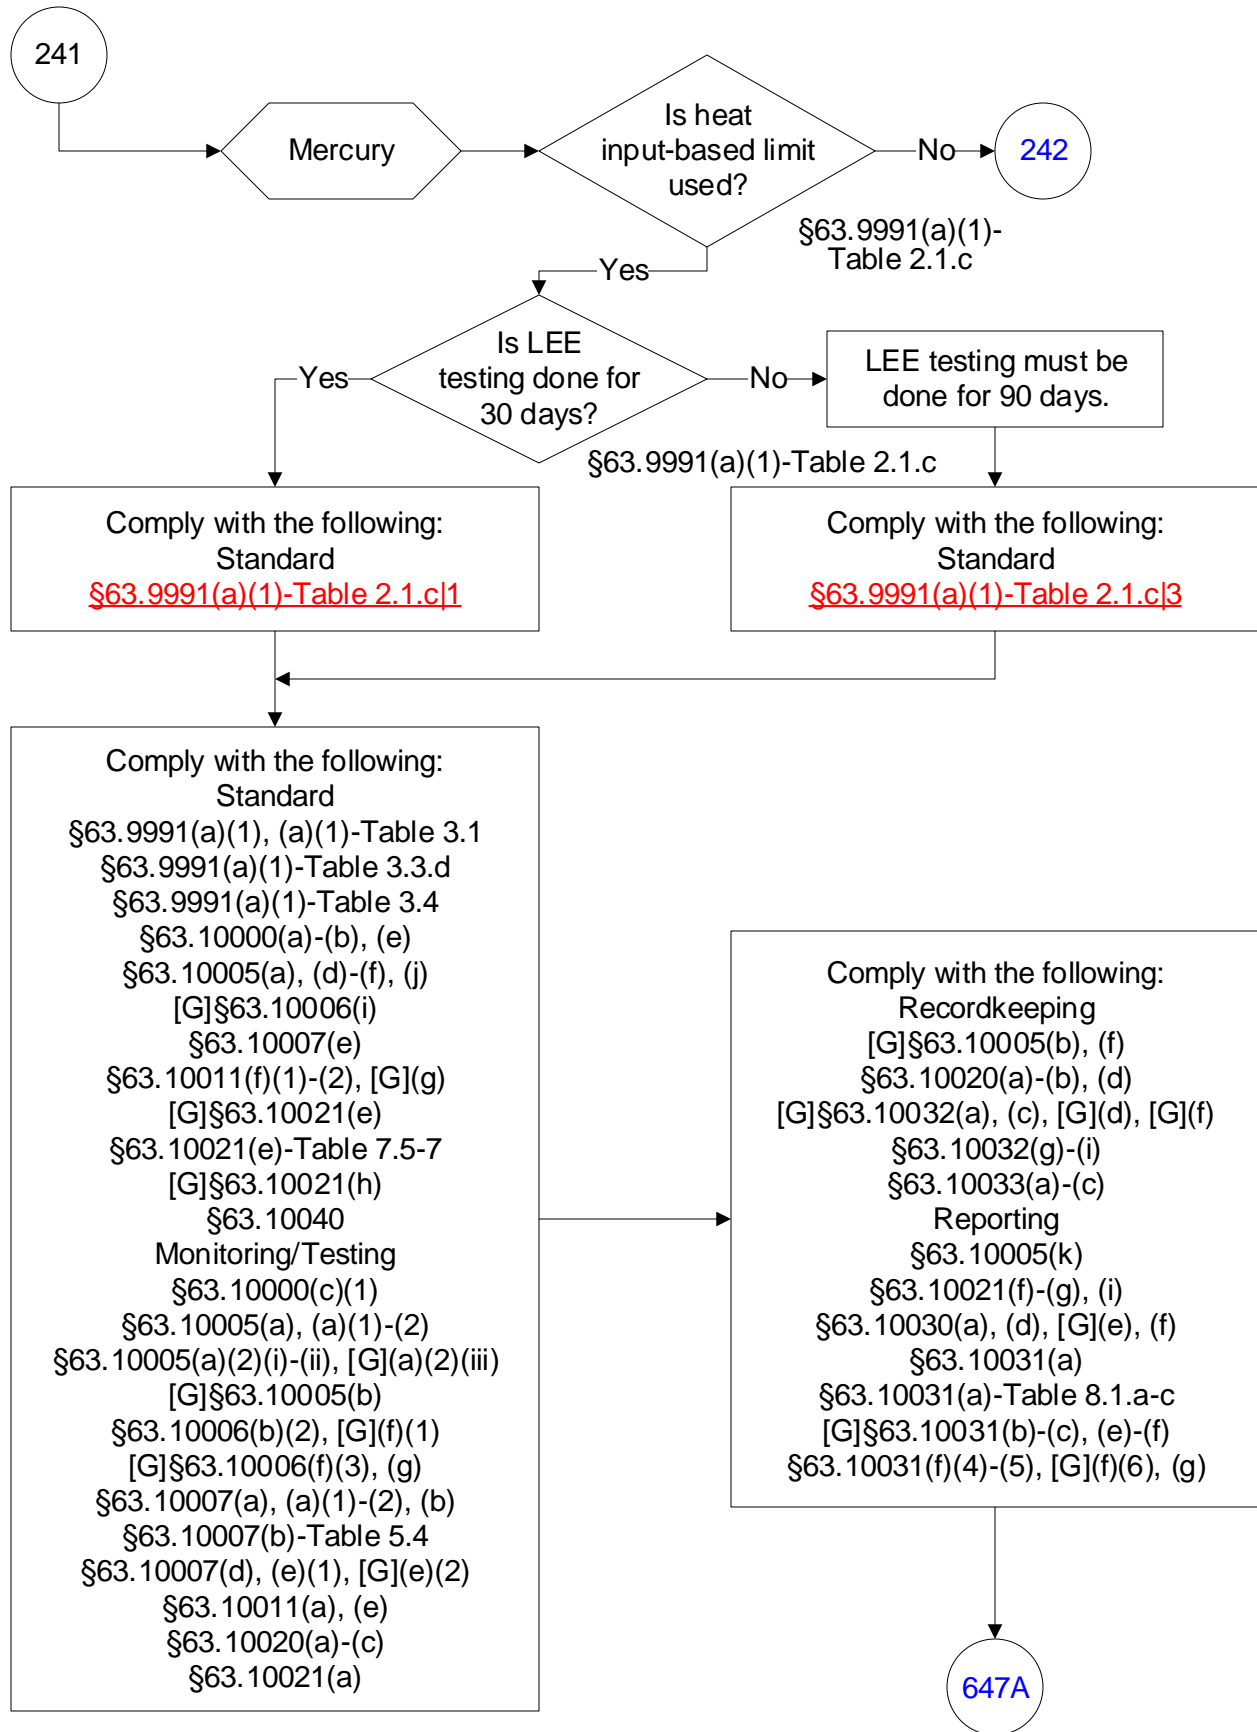 241
Mercury
Is heat
input-based limit
used?
No
242
§63.9991(a)(1)-
Table 2.1.c
Yes
Is LEE
testing done for
30 days?
Yes
No
LEE testing must be
done for 90 days.
§63.9991(a)(1)-Table 2.1.c
Comply with the following:
Standard
§63.9991(a)(1)-Table 2.1.c|1
Comply with the following:
Standard
§63.9991(a)(1)-Table 2.1.c|3
Comply with the following:
Standard
§63.9991(a)(1), (a)(1)-Table 3.1
§63.9991(a)(1)-Table 3.3.d
§63.9991(a)(1)-Table 3.4
§63.10000(a)-(b), (e)
§63.10005(a), (d)-(f), (j)
[G]§63.10006(i)
§63.10007(e)
§63.10011(f)(1)-(2), [G](g)
[G]§63.10021(e)
§63.10021(e)-Table 7.5-7
[G]§63.10021(h)
§63.10040
Monitoring/Testing
§63.10000(c)(1)
§63.10005(a), (a)(1)-(2)
§63.10005(a)(2)(i)-(ii), [G](a)(2)(iii)
[G]§63.10005(b)
§63.10006(b)(2), [G](f)(1)
[G]§63.10006(f)(3), (g)
§63.10007(a), (a)(1)-(2), (b)
§63.10007(b)-Table 5.4
§63.10007(d), (e)(1), [G](e)(2)
§63.10011(a), (e)
§63.10020(a)-(c)
§63.10021(a)
Comply with the following:
Recordkeeping
[G]§63.10005(b), (f)
§63.10020(a)-(b), (d)
[G]§63.10032(a), (c), [G](d), [G](f)
§63.10032(g)-(i)
§63.10033(a)-(c)
Reporting
§63.10005(k)
§63.10021(f)-(g), (i)
§63.10030(a), (d), [G](e), (f)
§63.10031(a)
§63.10031(a)-Table 8.1.a-c
[G]§63.10031(b)-(c), (e)-(f)
§63.10031(f)(4)-(5), [G](f)(6), (g)
647A